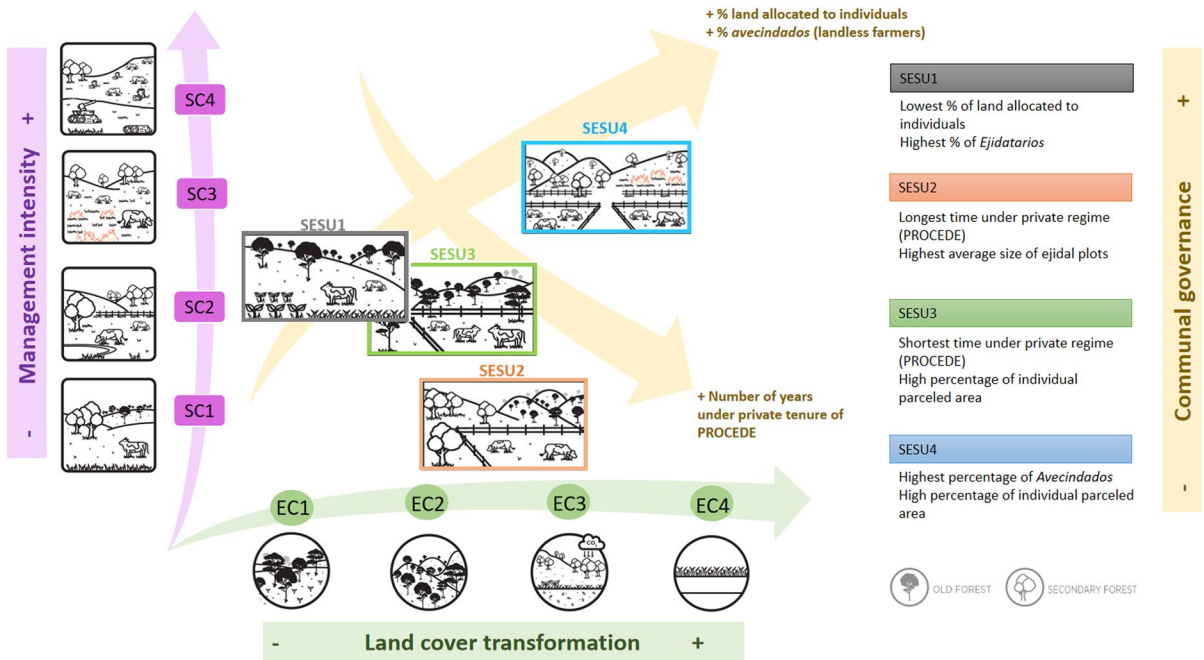 + % land allocated to individuals
+ % avecindados (landless farmers)
Management intensity
+
-
SC4
SC3
SC2
SC1
SESU4
SESU1
SESU3
SESU2
+ Number of years
under private tenure of
PROCEDE
EC1
EC2
EC3
EC4
CO₂
-
Land cover transformation
+
SESU1
Lowest % of land allocated to
individuals
Highest % of Ejidatarios
SESU2
Longest time under private regime
(PROCEDE)
Highest average size of ejidal plots
SESU3
Shortest time under private regime
(PROCEDE)
High percentage of individual
parceled area
SESU4
Highest percentage of Avecindados
High percentage of individual parceled
area
Communal governance
+
-
OLD FOREST
SECONDARY FOREST